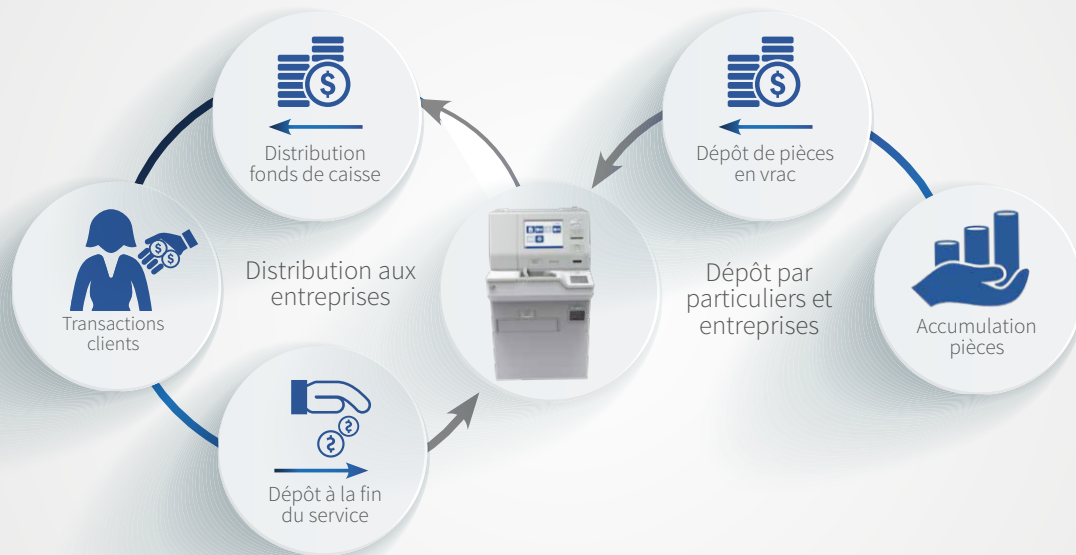 Distribution
fonds de caisse
Dépôt de pièces
en vrac
Distribution aux
entreprises
Dépôt par
particuliers et
entreprises
Transactions
clients
Accumulation
pièces
Dépôt à la fin
du service